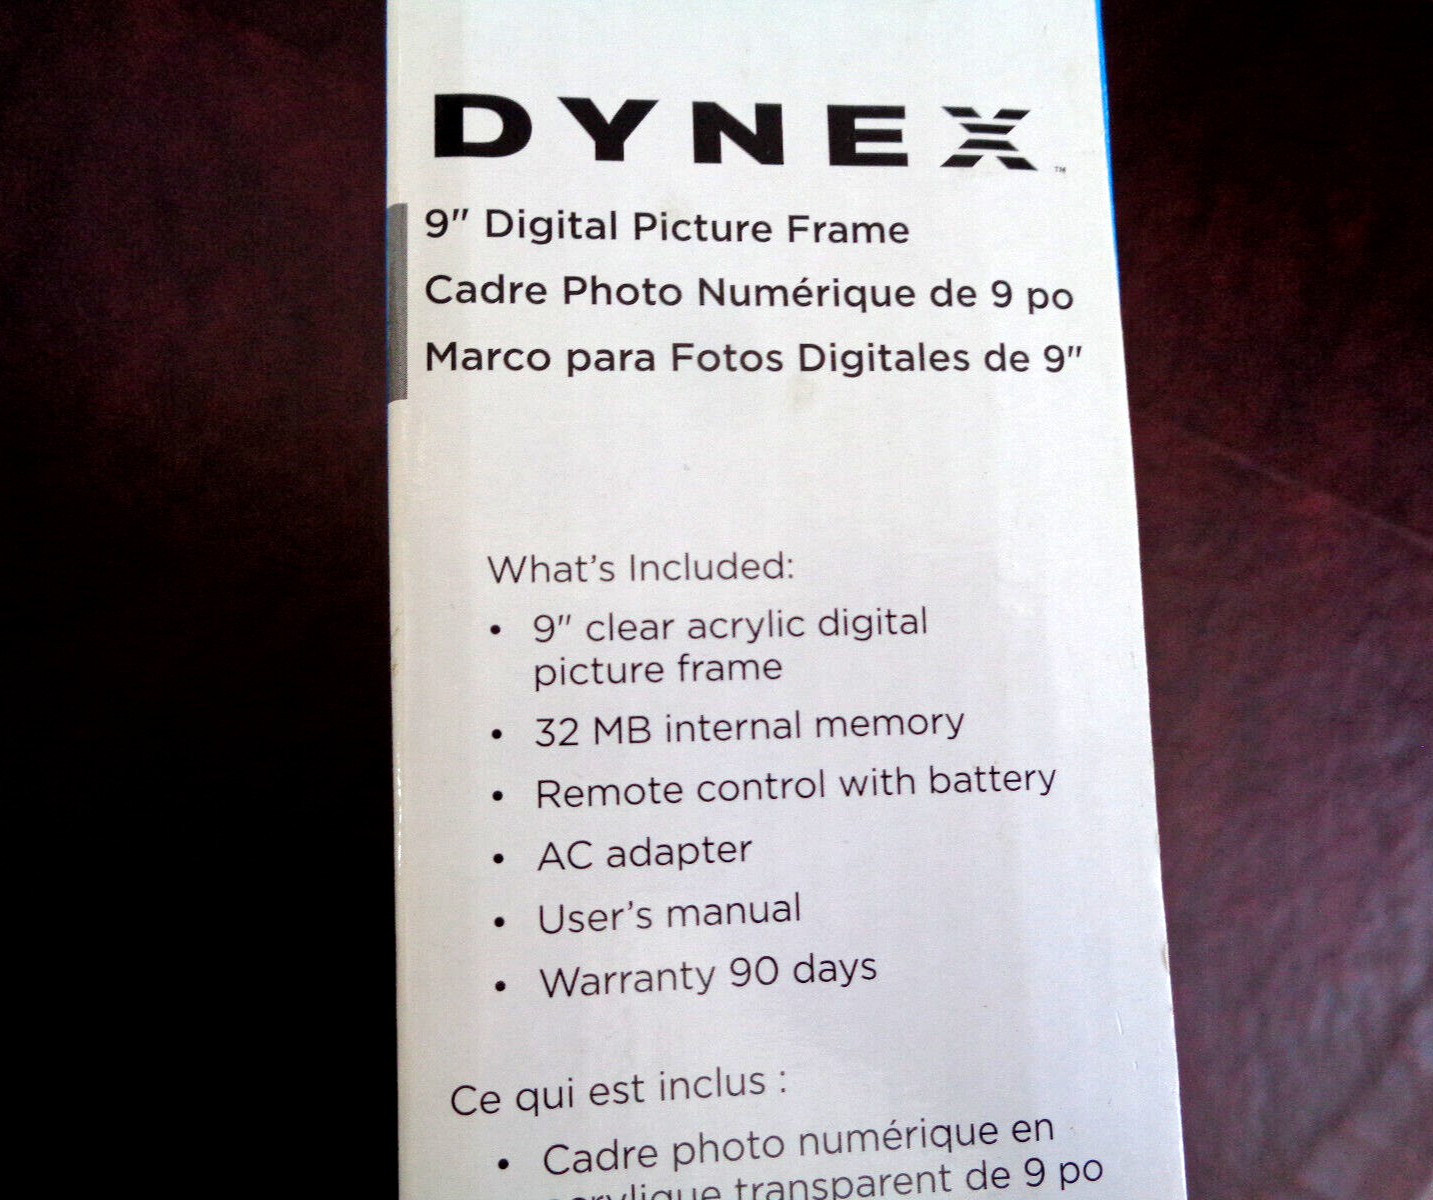 DYNEX™
9" Digital Picture Frame
Cadre Photo Numérique de 9 po
Marco para Fotos Digitales de 9"
What's Included:
• 9" clear acrylic digital
picture frame
• 32 MB internal memory
• Remote control with battery
• AC adapter
• User's manual
• Warranty 90 days
Ce qui est inclus :
• Cadre photo numérique en
acrylique transparent de 9 po